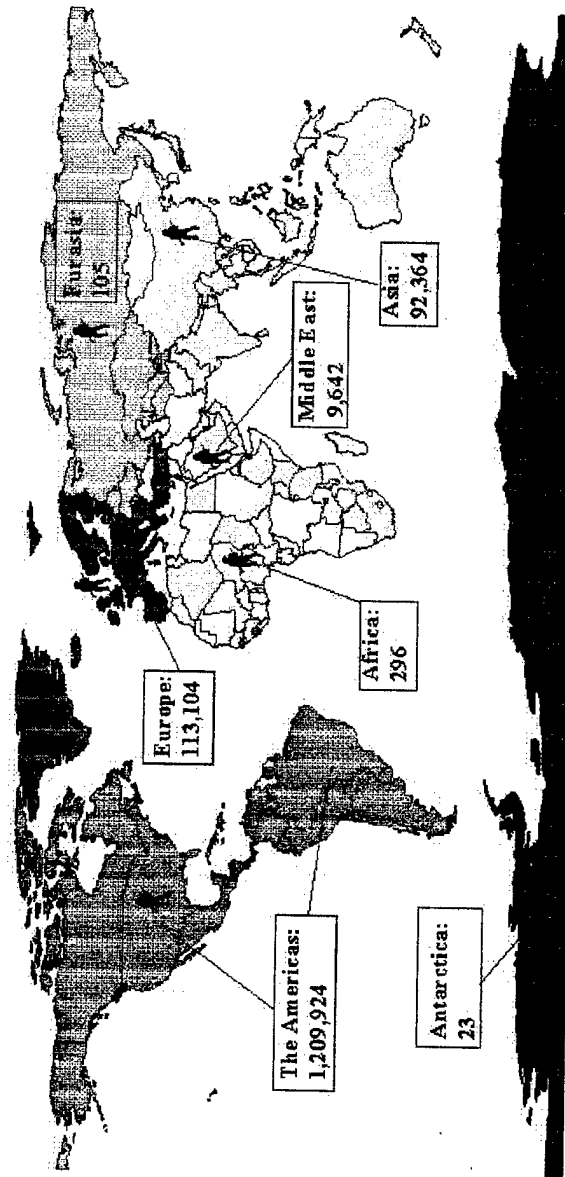 Eurasia:
105
Europe:
113,104
Middle East:
9,642
Asia:
92,364
The Americas:
1,209,924
Africa:
296
Antarctica:
23